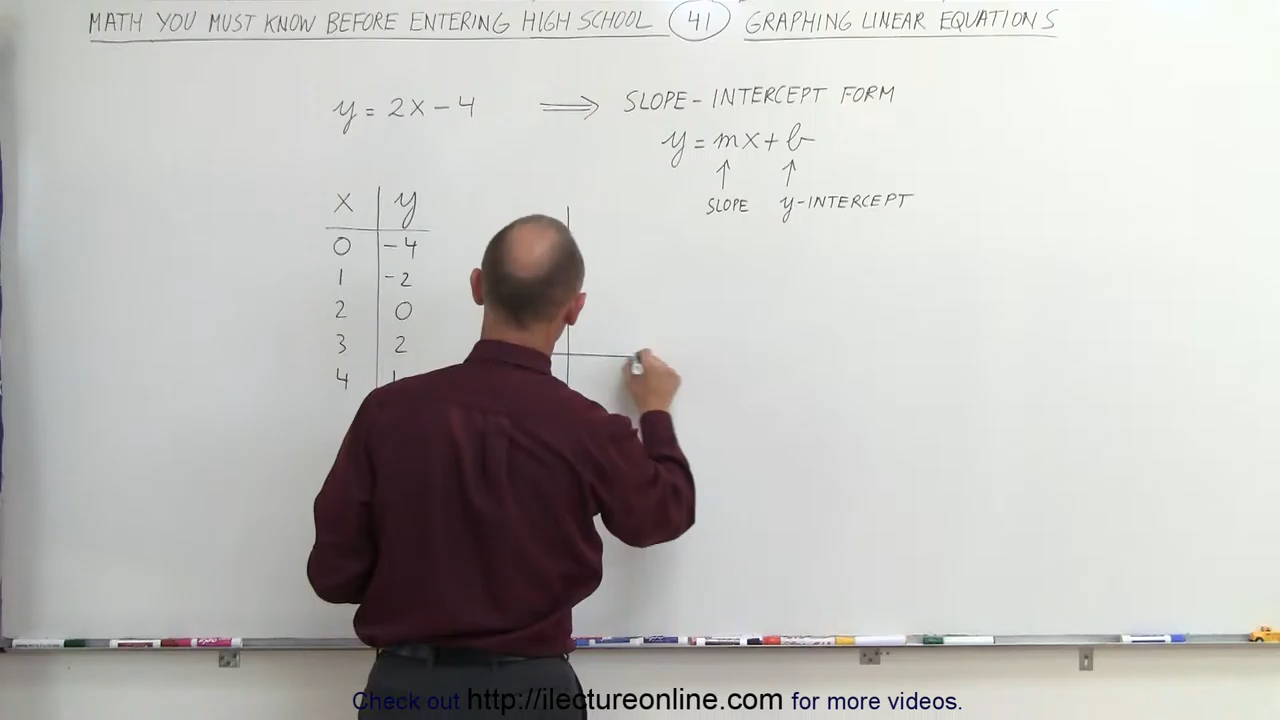 MATH YOU MUST KNOW BEFORE ENTERING HIGH SCHOOL 41 GRAPHING LINEAR EQUATIONS
y = 2x - 4 ⟹ SLOPE-INTERCEPT FORM
y = mx + b
↑ ↑
SLOPE y-INTERCEPT
x y
0 -4
1 -2
2 0
3 2
4
Check out http://ilectureonline.com for more videos.